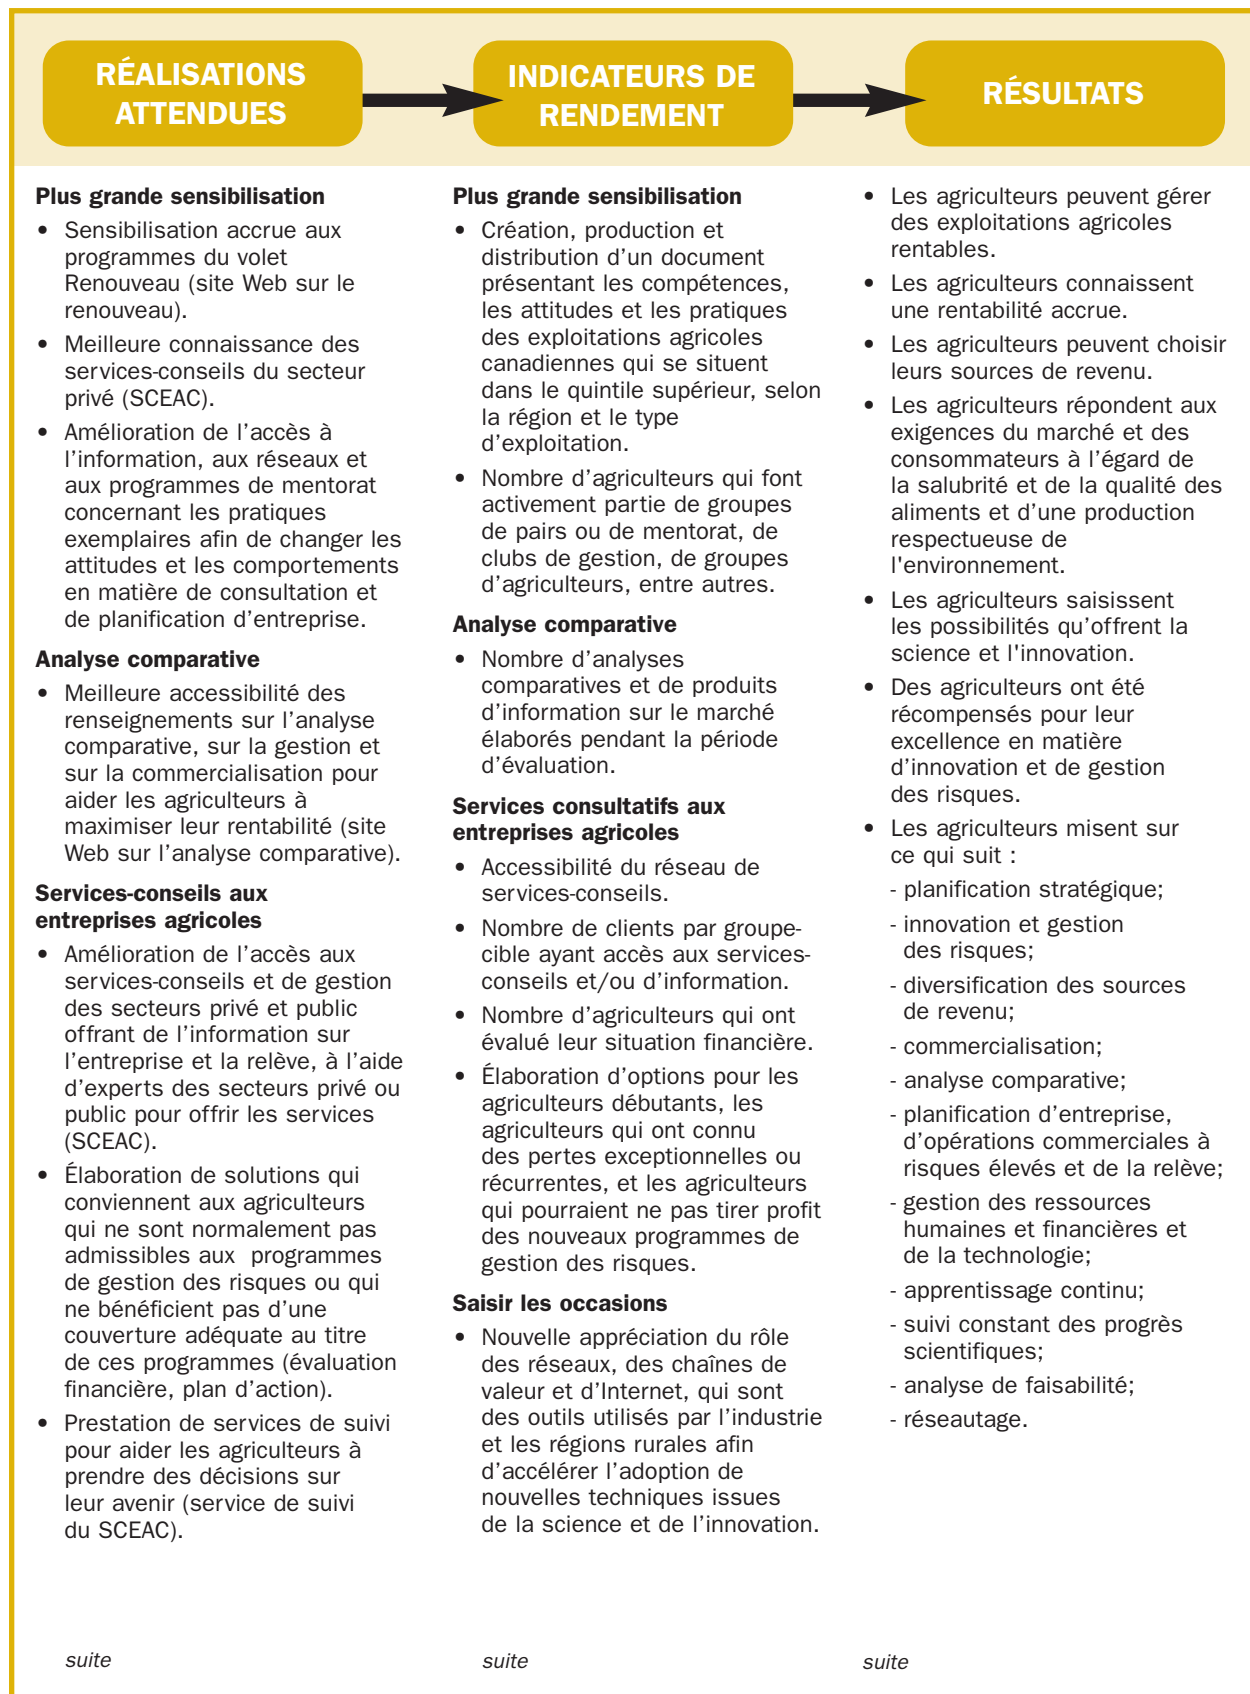 RÉALISATIONS
ATTENDUES
INDICATEURS DE
RENDEMENT
RÉSULTATS
Plus grande sensibilisation
• Sensibilisation accrue aux
programmes du volet
Renouveau (site Web sur le
renouveau).
• Meilleure connaissance des
services-conseils du secteur
privé (SCEAC).
• Amélioration de l’accès à
l’information, aux réseaux et
aux programmes de mentorat
concernant les pratiques
exemplaires afin de changer les
attitudes et les comportements
en matière de consultation et
de planification d’entreprise.
Analyse comparative
• Meilleure accessibilité des
renseignements sur l’analyse
comparative, sur la gestion et
sur la commercialisation pour
aider les agriculteurs à
maximiser leur rentabilité (site
Web sur l’analyse comparative).
Services-conseils aux
entreprises agricoles
• Amélioration de l’accès aux
services-conseils et de gestion
des secteurs privé et public
offrant de l’information sur
l’entreprise et la relève, à l’aide
d’experts des secteurs privé ou
public pour offrir les services
(SCEAC).
• Élaboration de solutions qui
conviennent aux agriculteurs
qui ne sont normalement pas
admissibles aux programmes
de gestion des risques ou qui
ne bénéficient pas d’une
couverture adéquate au titre
de ces programmes (évaluation
financière, plan d’action).
• Prestation de services de suivi
pour aider les agriculteurs à
prendre des décisions sur
leur avenir (service de suivi
du SCEAC).
suite
Plus grande sensibilisation
• Création, production et
distribution d’un document
présentant les compétences,
les attitudes et les pratiques
des exploitations agricoles
canadiennes qui se situent
dans le quintile supérieur, selon
la région et le type
d’exploitation.
• Nombre d’agriculteurs qui font
activement partie de groupes
de pairs ou de mentorat, de
clubs de gestion, de groupes
d’agriculteurs, entre autres.
Analyse comparative
• Nombre d’analyses
comparatives et de produits
d’information sur le marché
élaborés pendant la période
d’évaluation.
Services consultatifs aux
entreprises agricoles
• Accessibilité du réseau de
services-conseils.
• Nombre de clients par groupe-
cible ayant accès aux services-
conseils et/ou d’information.
• Nombre d’agriculteurs qui ont
évalué leur situation financière.
• Élaboration d’options pour les
agriculteurs débutants, les
agriculteurs qui ont connu
des pertes exceptionnelles ou
récurrentes, et les agriculteurs
qui pourraient ne pas tirer profit
des nouveaux programmes de
gestion des risques.
Saisir les occasions
• Nouvelle appréciation du rôle
des réseaux, des chaînes de
valeur et d’Internet, qui sont
des outils utilisés par l’industrie
et les régions rurales afin
d’accélérer l’adoption de
nouvelles techniques issues
de la science et de l’innovation.
suite
• Les agriculteurs peuvent gérer
des exploitations agricoles
rentables.
• Les agriculteurs connaissent
une rentabilité accrue.
• Les agriculteurs peuvent choisir
leurs sources de revenu.
• Les agriculteurs répondent aux
exigences du marché et des
consommateurs à l’égard de
la salubrité et de la qualité des
aliments et d’une production
respectueuse de
l'environnement.
• Les agriculteurs saisissent
les possibilités qu’offrent la
science et l'innovation.
• Des agriculteurs ont été
récompensés pour leur
excellence en matière
d’innovation et de gestion
des risques.
• Les agriculteurs misent sur
ce qui suit :
- planification stratégique;
- innovation et gestion
des risques;
- diversification des sources
de revenu;
- commercialisation;
- analyse comparative;
- planification d’entreprise,
d’opérations commerciales à
risques élevés et de la relève;
- gestion des ressources
humaines et financières et
de la technologie;
- apprentissage continu;
- suivi constant des progrès
scientifiques;
- analyse de faisabilité;
- réseautage.
suite